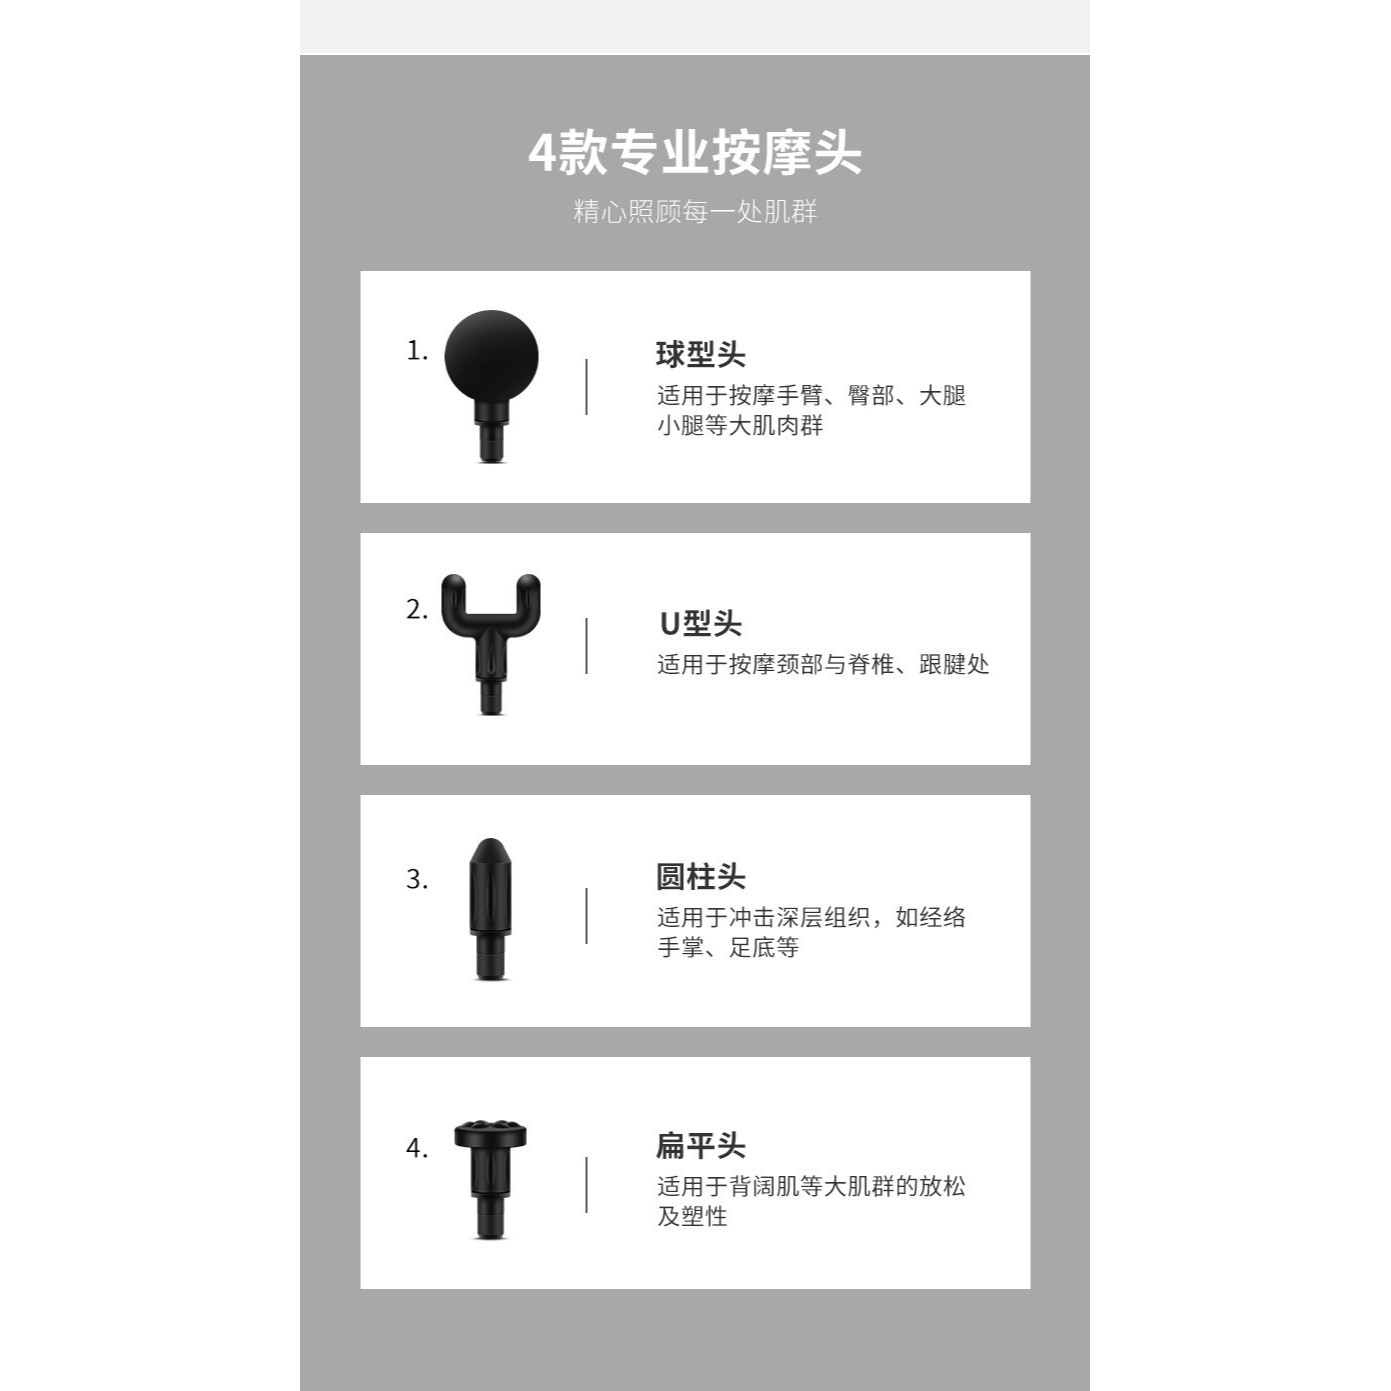 4款专业按摩头
精心照顾每一处肌群
1.
球型头
适用于按摩手臂、臀部、大腿
小腿等大肌肉群
2.
U型头
适用于按摩颈部与脊椎、跟腱处
3.
圆柱头
适用于冲击深层组织，如经络
手掌、足底等
4.
扁平头
适用于背阔肌等大肌群的放松
及塑性